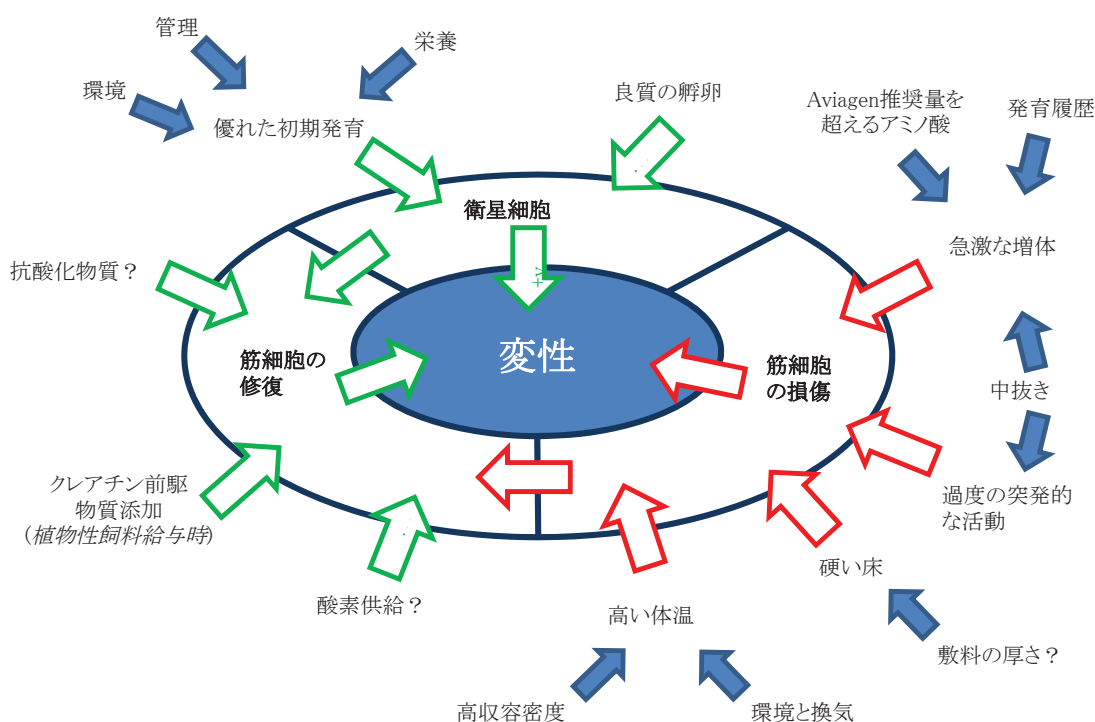 管理
栄養
環境
優れた初期発育
良質の孵卵
Aviagen推奨量を
超えるアミノ酸
発育履歴
衛星細胞
急激な増体
抗酸化物質？
変性
筋細胞の
修復
筋細胞
の損傷
中抜き
クレアチン前駆
物質添加
(植物性飼料給与時)
過度の突発的
な活動
硬い床
酸素供給？
高い体温
敷料の厚さ？
高収容密度
環境と換気